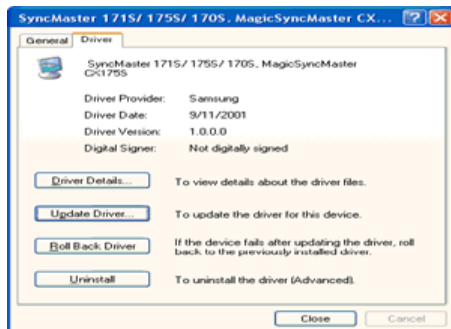 SyncMaster 171S/ 175S/ 170S, MagicSyncMaster CX...
General Driver
SyncMaster 171S/ 175S/ 170S, MagicSyncMaster
CX175S
Driver Provider: Samsung
Driver Date: 9/11/2001
Driver Version: 1.0.0.0
Digital Signer: Not digitally signed
Driver Details... To view details about the driver files.
Update Driver... To update the driver for this device.
Roll Back Driver If the device fails after updating the driver, roll
back to the previously installed driver.
Uninstall To uninstall the driver (Advanced).
Close Cancel